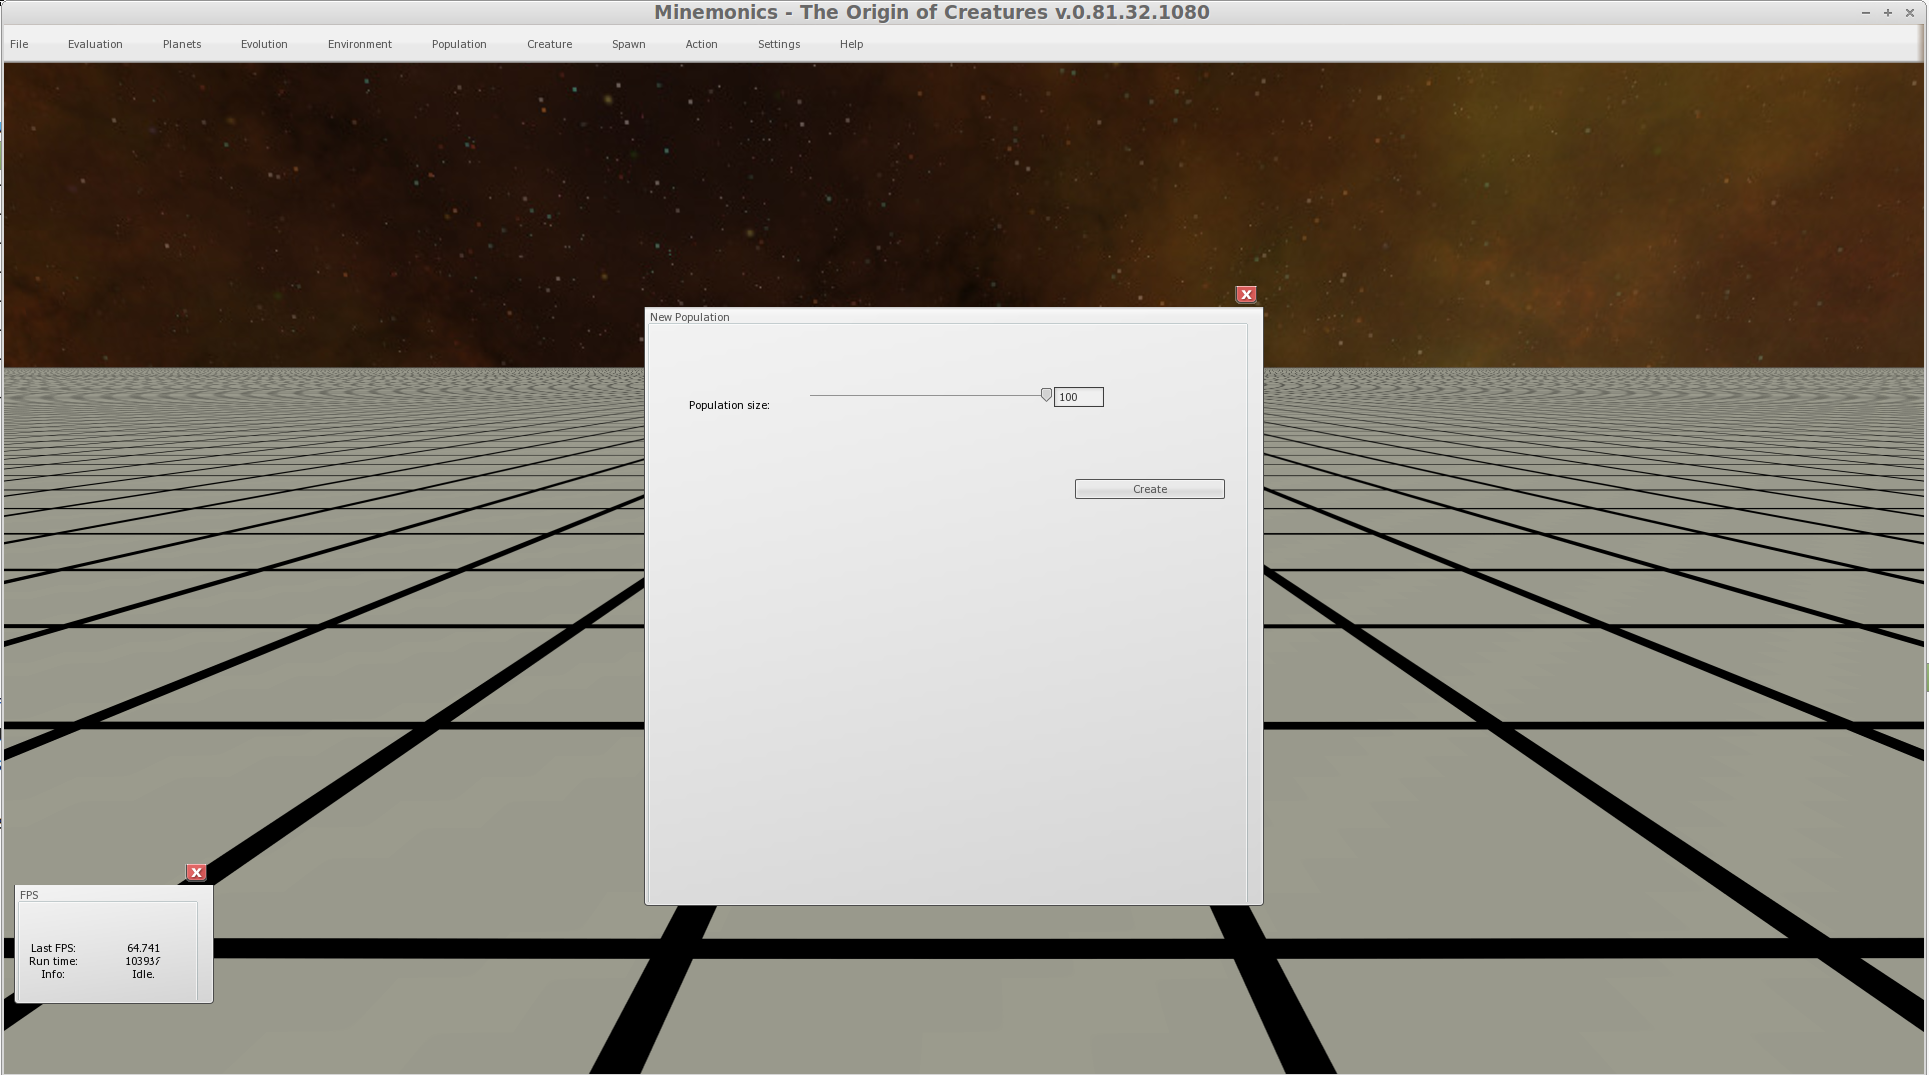 Minemonics - The Origin of Creatures v.0.81.32.1080
File Evaluation Planets Evolution Environment Population Creature Spawn Action Settings Help
New Population
Population size: 100
Create
FPS
Last FPS: 64.741
Run time:
Info: Idle.